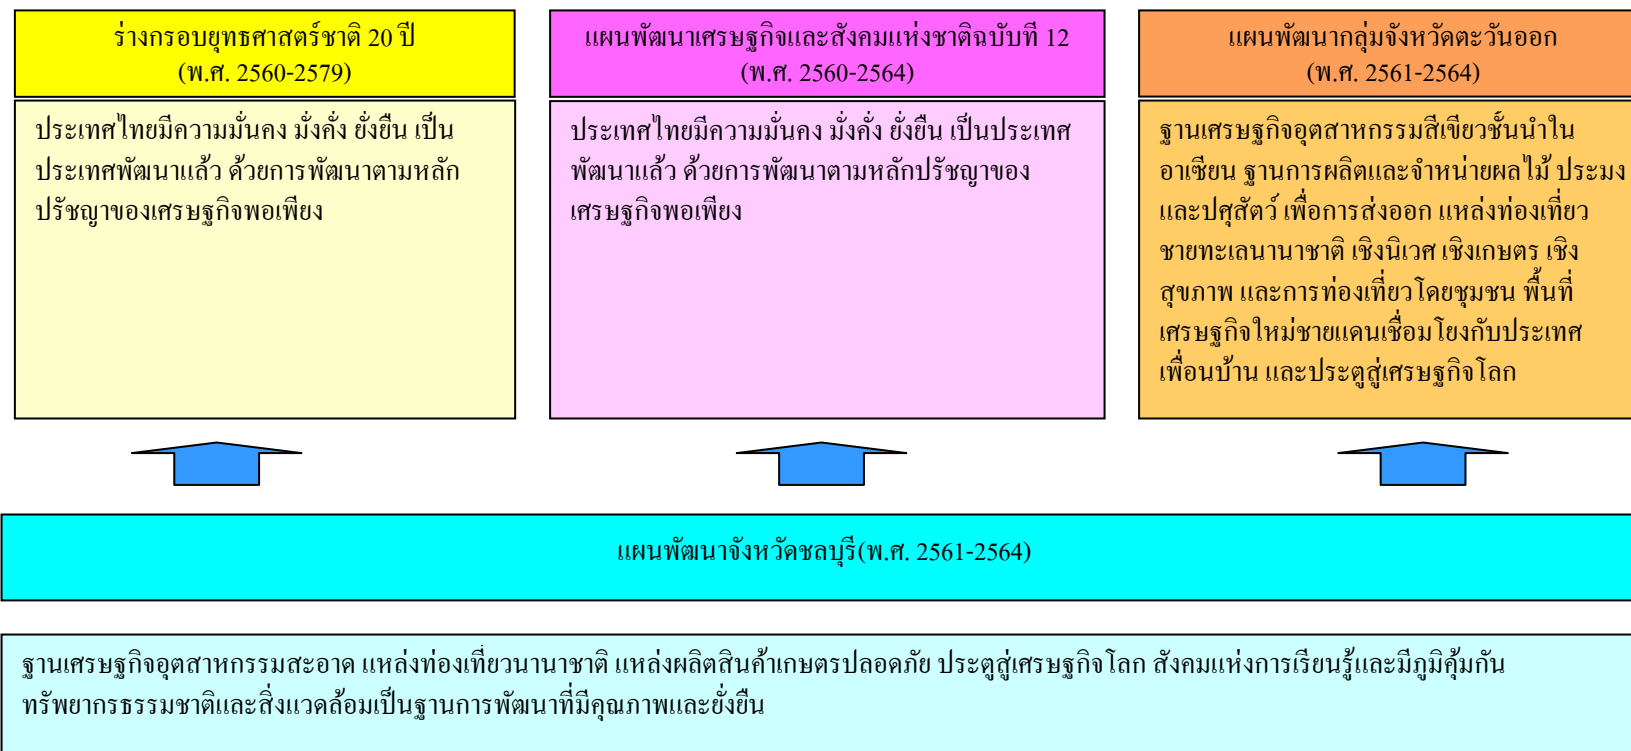 ร่างกรอบยุทธศาสตร์ชาติ 20 ปี
(พ.ศ. 2560-2579)
ประเทศไทยมีความมั่นคง มั่งคั่ง ยั่งยืน เป็น
ประเทศพัฒนาแล้ว ด้วยการพัฒนาตามหลัก
ปรัชญาของเศรษฐกิจพอเพียง
แผนพัฒนาเศรษฐกิจและสังคมแห่งชาติฉบับที่ 12
(พ.ศ. 2560-2564)
ประเทศไทยมีความมั่นคง มั่งคั่ง ยั่งยืน เป็นประเทศ
พัฒนาแล้ว ด้วยการพัฒนาตามหลักปรัชญาของ
เศรษฐกิจพอเพียง
แผนพัฒนากลุ่มจังหวัดตะวันออก
(พ.ศ. 2561-2564)
ฐานเศรษฐกิจอุตสาหกรรมสีเขียวชั้นนำใน
อาเซียน ฐานการผลิตและจำหน่ายผลไม้ ประมง
และปศุสัตว์ เพื่อการส่งออก แหล่งท่องเที่ยว
ชายทะเลนานาชาติ เชิงนิเวศ เชิงเกษตร เชิง
สุขภาพ และการท่องเที่ยวโดยชุมชน พื้นที่
เศรษฐกิจใหม่ชายแดนเชื่อมโยงกับประเทศ
เพื่อนบ้าน และประตูสู่เศรษฐกิจโลก
แผนพัฒนาจังหวัดชลบุรี(พ.ศ. 2561-2564)
ฐานเศรษฐกิจอุตสาหกรรมสะอาด แหล่งท่องเที่ยวนานาชาติ แหล่งผลิตสินค้าเกษตรปลอดภัย ประตูสู่เศรษฐกิจโลก สังคมแห่งการเรียนรู้และมีภูมิคุ้มกัน
ทรัพยากรธรรมชาติและสิ่งแวดล้อมเป็นฐานการพัฒนาที่มีคุณภาพและยั่งยืน